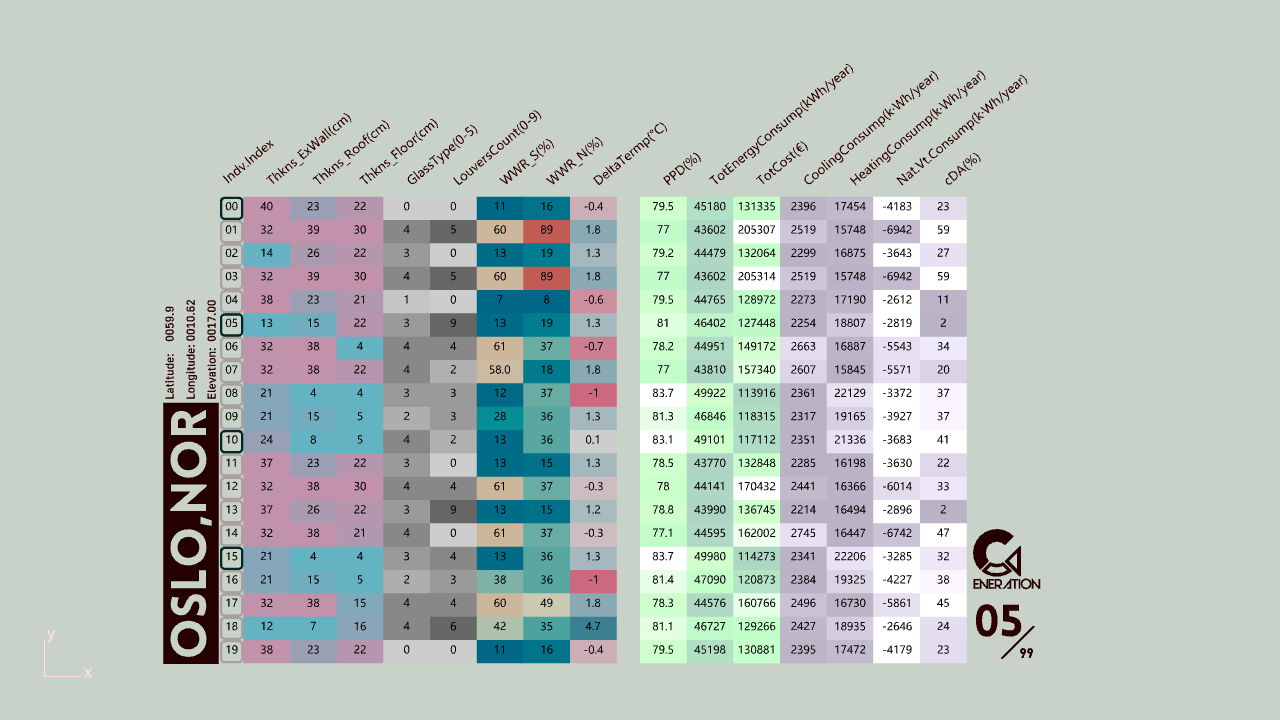 Indv.Index Thkns_ExWall(cm) Thkns_Roof(cm) Thkns_Floor(cm) GlassType(0-5) LouversCount(0-9) WWR_S(%) WWR_N(%) DeltaTermp(°C) PPD(%) TotEnergyConsump(kWh/year) TotCost(€) CoolingConsump(k·Wh/year) HeatingConsump(k·Wh/year) Nat.Vt.Consump(k·Wh/year) cDA(%)
00 40 23 22 0 0 11 16 -0.4 79.5 45180 131335 2396 17454 -4183 23
01 32 39 30 4 5 60 89 1.8 77 43602 205307 2519 15748 -6942 59
02 14 26 22 3 0 13 19 1.3 79.2 44479 132064 2299 16875 -3643 27
03 32 39 30 4 5 60 89 1.8 77 43602 205314 2519 15748 -6942 59
04 38 23 21 1 0 7 8 -0.6 79.5 44765 128972 2273 17190 -2612 11
05 13 15 22 3 9 13 19 1.3 81 46402 127448 2254 18807 -2819 2
06 32 38 4 4 4 61 37 -0.7 78.2 44951 149172 2663 16887 -5543 34
07 32 38 22 4 2 58.0 18 1.8 77 43810 157340 2607 15845 -5571 20
08 21 4 4 3 3 12 37 -1 83.7 49922 113916 2361 22129 -3372 37
09 21 15 5 2 3 28 36 1.3 81.3 46846 118315 2317 19165 -3927 37
10 24 8 5 4 2 13 36 0.1 83.1 49101 117112 2351 21336 -3683 41
11 37 23 22 3 0 13 15 1.3 78.5 43770 132848 2285 16198 -3630 22
12 32 38 30 4 4 61 37 -0.3 78 44141 170432 2441 16366 -6014 33
13 37 26 22 3 9 13 15 1.2 78.8 43990 136745 2214 16494 -2896 2
14 32 38 21 4 0 61 37 -0.3 77.1 44595 162002 2745 16447 -6742 47
15 21 4 4 3 4 13 36 1.3 83.7 49980 114273 2341 22206 -3285 32
16 21 15 5 2 3 38 36 -1 81.4 47090 120873 2384 19325 -4227 38
17 32 38 15 4 4 60 49 1.8 78.3 44576 160766 2496 16730 -5861 45
18 12 7 16 4 6 42 35 4.7 81.1 46727 129266 2427 18935 -2646 24
19 38 23 22 0 0 11 16 -0.4 79.5 45198 130881 2395 17472 -4179 23
OSLO,NOR
Latitude: 0059.9
Longitude: 0010.62
Elevation: 0017.00
GENERATION
05/99
y
x